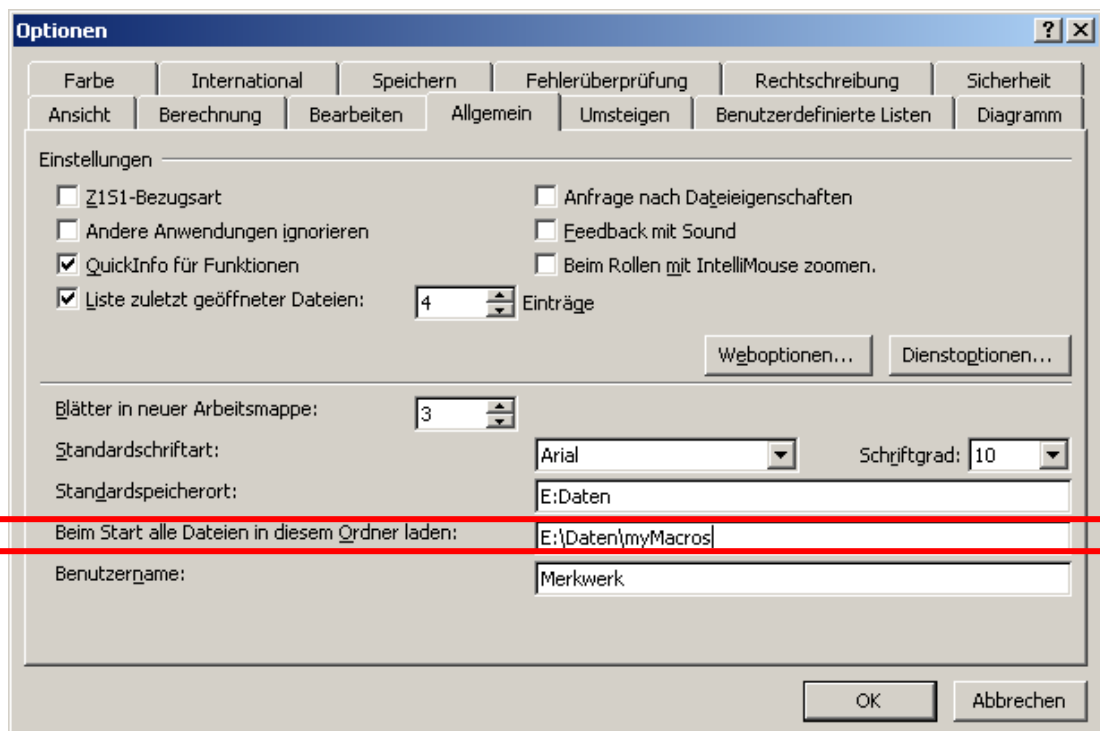 Optionen
Farbe International Speichern Fehlerüberprüfung Rechtschreibung Sicherheit
Ansicht Berechnung Bearbeiten Allgemein Umsteigen Benutzerdefinierte Listen Diagramm
Einstellungen
Z1S1-Bezugsart Anfrage nach Dateieigenschaften
Andere Anwendungen ignorieren Feedback mit Sound
QuickInfo für Funktionen Beim Rollen mit IntelliMouse zoomen.
Liste zuletzt geöffneter Dateien: 4 Einträge
Weboptionen... Dienstoptionen...
Blätter in neuer Arbeitsmappe: 3
Standardschriftart: Arial Schriftgrad: 10
Standardspeicherort: E:Daten
Beim Start alle Dateien in diesem Ordner laden: E:\Daten\myMacros
Benutzername: Merkwerk
OK Abbrechen